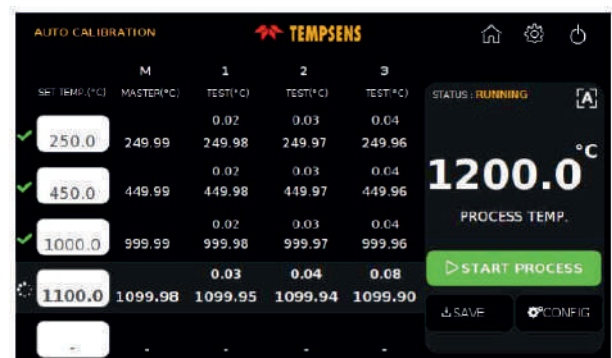 AUTO CALIBRATION
TEMPSENS
M 1 2 3
SET TEMP.(°C) MASTER(°C) TEST(°C) TEST(°C) TEST(°C)
0.02 0.03 0.04
250.0 249.99 249.98 249.97 249.96
0.02 0.03 0.04
450.0 449.99 449.98 449.97 449.96
0.02 0.03 0.04
1000.0 999.99 999.98 999.97 999.96
0.03 0.04 0.08
1100.0 1099.98 1099.95 1099.94 1099.90
- - - - -
STATUS : RUNNING [A]
1200.0 °C
PROCESS TEMP.
START PROCESS
SAVE CONFIG